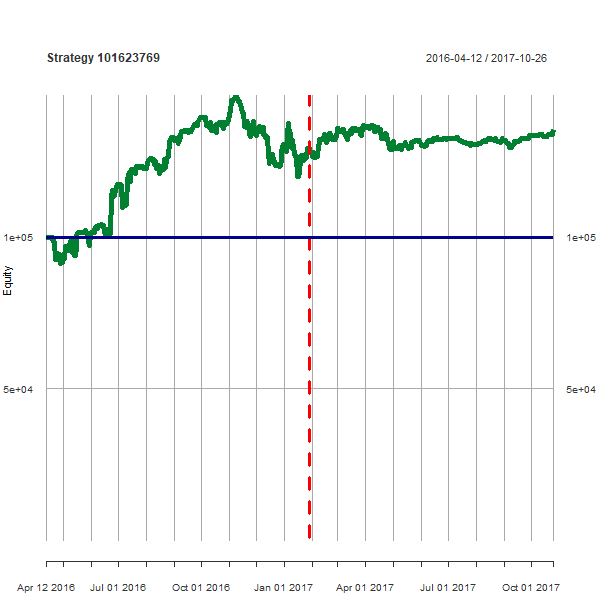 Strategy 101623769
2016-04-12 / 2017-10-26
1e+05
1e+05
Equity
5e+04
5e+04
Apr 12 2016
Jul 01 2016
Oct 01 2016
Jan 01 2017
Apr 01 2017
Jul 01 2017
Oct 01 2017